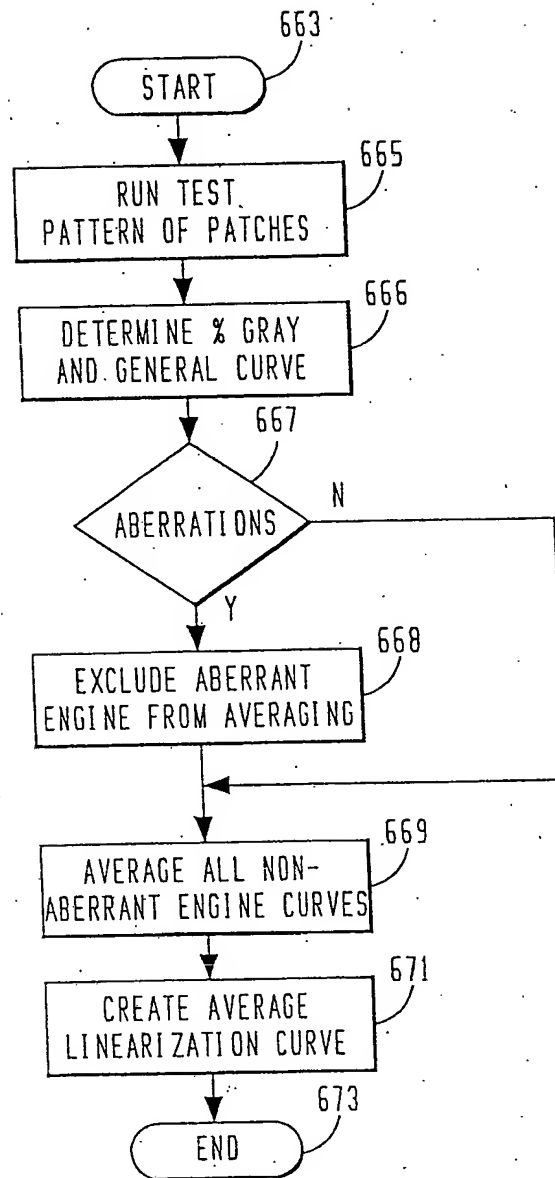 663
START
665
RUN TEST
PATTERN OF PATCHES
666
DETERMINE % GRAY
AND GENERAL CURVE
667
ABERRATIONS
N
Y
668
EXCLUDE ABERRANT
ENGINE FROM AVERAGING
669
AVERAGE ALL NON-
ABERRANT ENGINE CURVES
671
CREATE AVERAGE
LINEARIZATION CURVE
673
END